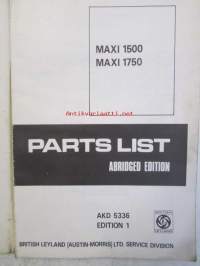 MAXI 1500
MAXI 1750
PARTS LIST
ABRIDGED EDITION
AKD 5336
EDITION 1
BRITISH LEYLAND (AUSTIN-MORRIS) LTD. SERVICE DIVISION